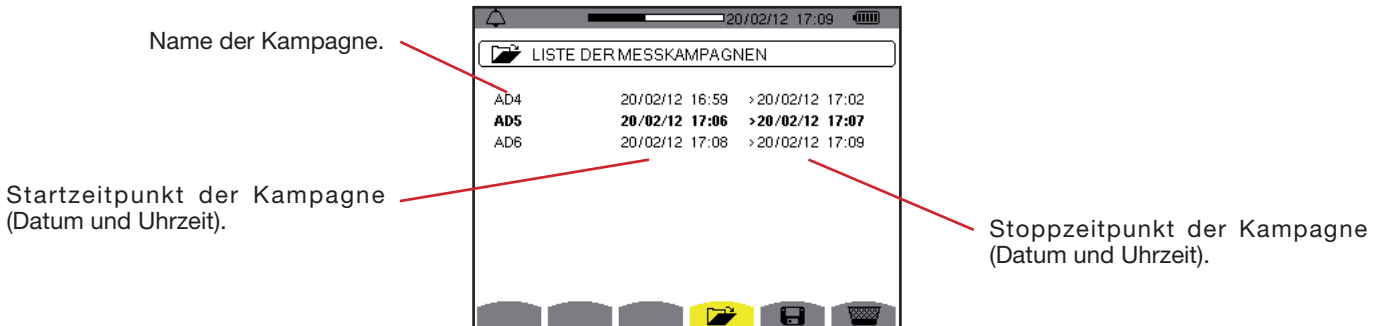 20/02/12 17:09
Name der Kampagne.
LISTE DER MESSKAMPAGNEN
AD4 20/02/12 16:59 >20/02/12 17:02
AD5 20/02/12 17:06 >20/02/12 17:07
AD6 20/02/12 17:08 >20/02/12 17:09
Startzeitpunkt der Kampagne
(Datum und Uhrzeit).
Stoppzeitpunkt der Kampagne
(Datum und Uhrzeit).